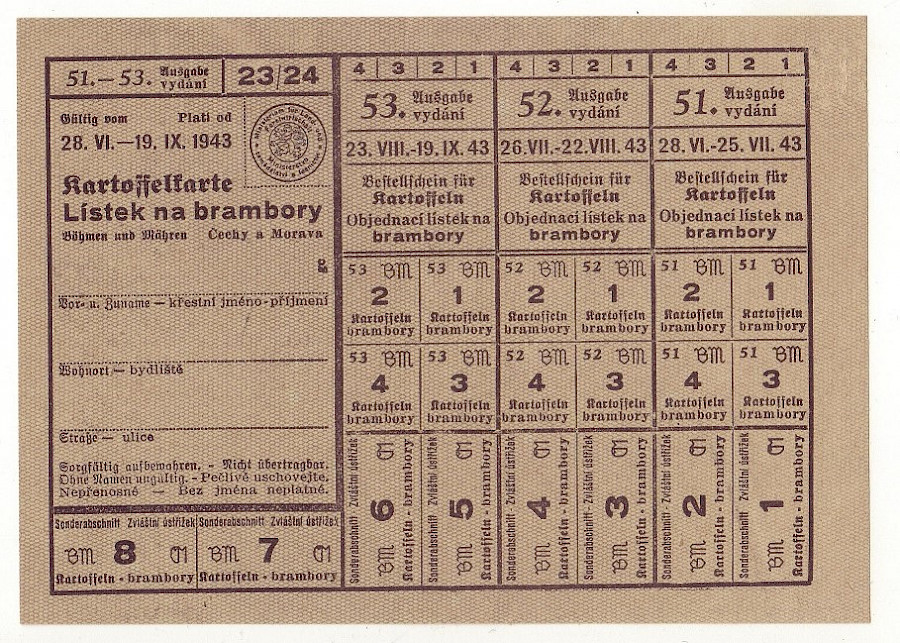 51.–53. Ausgabe vydání 23/24
Gültig vom Platí od
28. VI.—19. IX. 1943
Kartoffelkarte
Lístek na brambory
Böhmen und Mähren Čechy a Morava
Vor- u. Zuname — křestní jméno-příjmení
Wohnort — bydliště
Straße — ulice
Sorgfältig aufbewahren. - Nicht übertragbar.
Ohne Namen ungültig. - Pečlivě uschovejte.
Nepřenosné — Bez jména neplatné.
Sonderabschnitt Zvláštní ústřižek
BM 8 M
Kartoffeln - brambory
Sonderabschnitt Zvláštní ústřižek
BM 7 M
Kartoffeln - brambory
4 3 2 1
53. Ausgabe vydání
23. VIII.-19. IX. 43
Bestellschein für
Kartoffeln
Objednací lístek na
brambory
4 3 2 1
52. Ausgabe vydání
26. VII.-22. VIII. 43
Bestellschein für
Kartoffeln
Objednací lístek na
brambory
4 3 2 1
51. Ausgabe vydání
28. VI.-25. VII. 43
Bestellschein für
Kartoffeln
Objednací lístek na
brambory
53 BM
2
Kartoffeln
brambory
53 BM
1
Kartoffeln
brambory
52 BM
2
Kartoffeln
brambory
52 BM
1
Kartoffeln
brambory
51 BM
2
Kartoffeln
brambory
51 BM
1
Kartoffeln
brambory
53 BM
4
Kartoffeln
brambory
53 BM
3
Kartoffeln
brambory
52 BM
4
Kartoffeln
brambory
52 BM
3
Kartoffeln
brambory
51 BM
4
Kartoffeln
brambory
51 BM
3
Kartoffeln
brambory
Sonderabschnitt - Zvláštní ústřižek
BM 6 M
Kartoffeln - brambory
Sonderabschnitt - Zvláštní ústřižek
BM 5 M
Kartoffeln - brambory
Sonderabschnitt - Zvláštní ústřižek
BM 4 M
Kartoffeln - brambory
Sonderabschnitt - Zvláštní ústřižek
BM 3 M
Kartoffeln - brambory
Sonderabschnitt - Zvláštní ústřižek
BM 2 M
Kartoffeln - brambory
Sonderabschnitt - Zvláštní ústřižek
BM 1 M
Kartoffeln - brambory